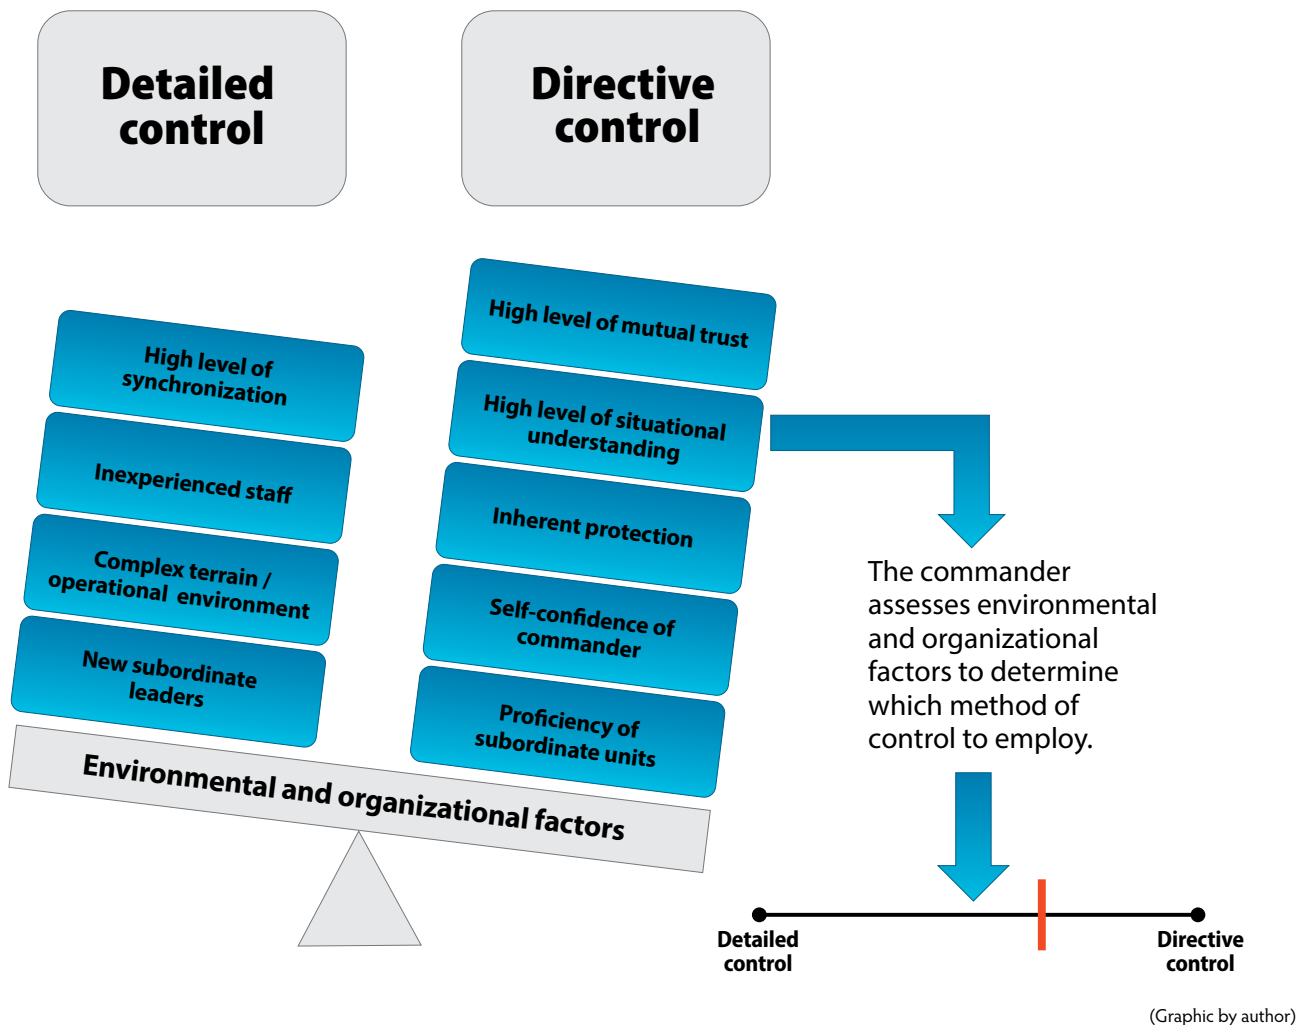 Detailed
control
Directive
control
High level of
synchronization
Inexperienced staff
Complex terrain /
operational environment
New subordinate
leaders
High level of mutual trust
High level of situational
understanding
Inherent protection
Self-confidence of
commander
Proficiency of
subordinate units
Environmental and organizational factors
The commander
assesses environmental
and organizational
factors to determine
which method of
control to employ.
Detailed
control
Directive
control
(Graphic by author)